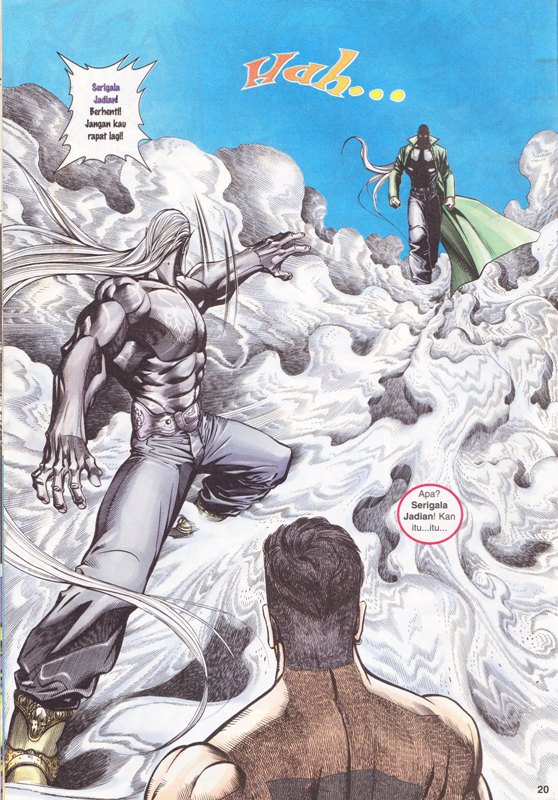 Hah...
Serigala
Jadian!
Berhenti!
Jangan kau
rapat lagi!
Apa?
Serigala
Jadian! Kan
itu...itu...
20